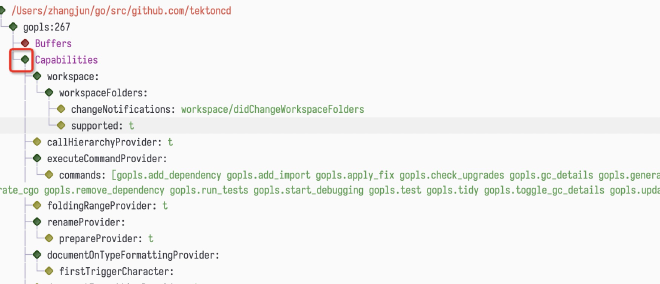 /Users/zhangjun/go/src/github.com/tektoncd
gopls:267
Buffers
Capabilities
workspace:
workspaceFolders:
changeNotifications: workspace/didChangeWorkspaceFolders
supported: t
callHierarchyProvider: t
executeCommandProvider:
commands: [gopls.add_dependency gopls.add_import gopls.apply_fix gopls.check_upgrades gopls.gc_details gopls.genera
rate_cgo gopls.remove_dependency gopls.run_tests gopls.start_debugging gopls.test gopls.tidy gopls.toggle_gc_details gopls.upda
foldingRangeProvider: t
renameProvider:
prepareProvider: t
documentOnTypeFormattingProvider:
firstTriggerCharacter: